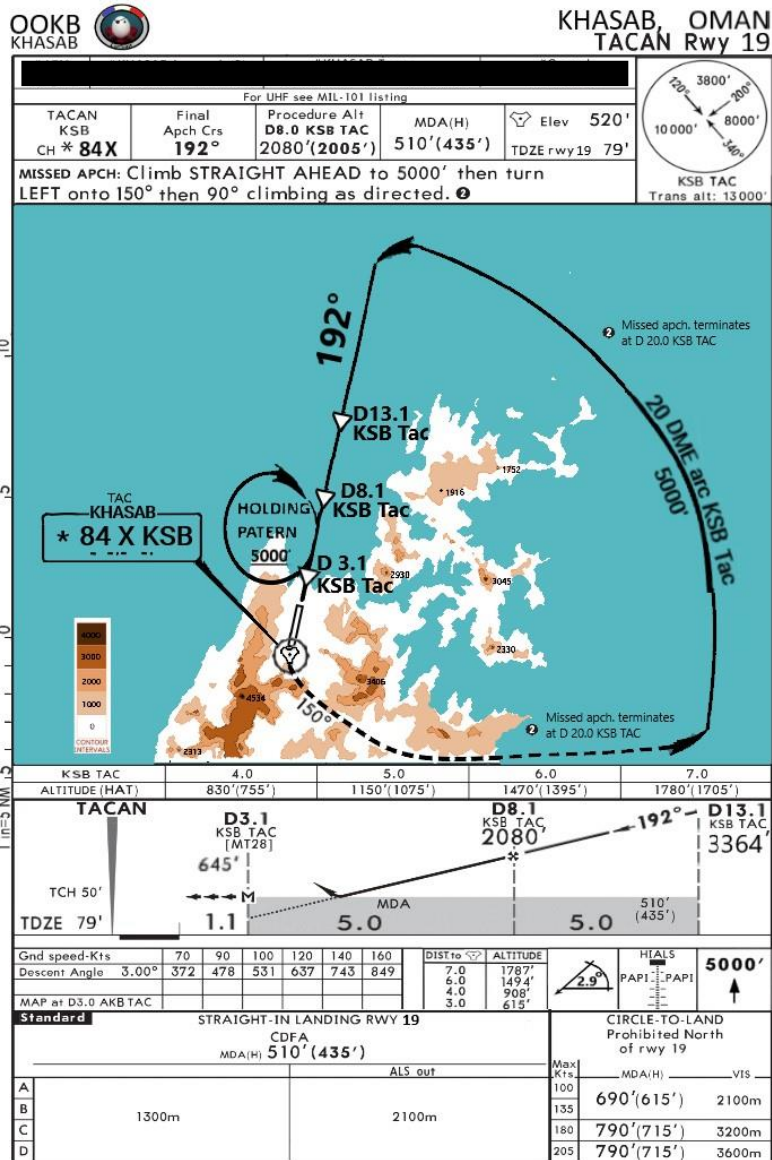 OOKB
KHASAB
KHASAB, OMAN
TACAN Rwy 19
For UHF see MIL-101 listing
TACAN
KSB
CH * 84X
Final
Apch Crs
192°
Procedure Alt
D8.0 KSB TAC
2080'(2005')
MDA(H)
510'(435')
Elev 520'
TDZE rwy 19 79'
120°
3800'
200°
8000'
10 000'
340°
KSB TAC
Trans alt: 13000'
MISSED APCH: Climb STRAIGHT AHEAD to 5000' then turn
LEFT onto 150° then 90° climbing as directed. 2
192°
2 Missed apch. terminates
at D 20.0 KSB TAC
D13.1
KSB Tac
20 DME arc KSB Tac
5000'
1752
1916
D8.1
KSB Tac
TAC
KHASAB
* 84 X KSB
HOLDING
PATERN
5000'
D 3.1
KSB Tac
2930
3045
2330
3406
4534
2313
150°
4000
3000
2000
1000
0
CONTOUR
INTERVALS
2 Missed apch. terminates
at D 20.0 KSB TAC
10
5
0
5
1 in=5 NM
KSB TAC 4.0 5.0 6.0 7.0
ALTITUDE (HAT) 830'(755') 1150'(1075') 1470'(1395') 1780'(1705')
TACAN
D3.1
KSB TAC
[MT28]
645'
D8.1
KSB TAC
2080'
192°
D13.1
KSB TAC
3364'
TCH 50'
M
MDA
510'
(435')
TDZE 79'
1.1
5.0
5.0
Gnd speed-Kts 70 90 100 120 140 160
Descent Angle 3.00° 372 478 531 637 743 849
MAP at D3.0 AKB TAC
DIST to ALTITUDE
7.0 1787'
6.0 1494'
4.0 908'
3.0 615'
2.9°
HIALS
PAPI PAPI
5000'
Standard
STRAIGHT-IN LANDING RWY 19
CDFA
MDA(H) 510'(435')
ALS out
A
B
C
D
1300m
2100m
CIRCLE-TO-LAND
Prohibited North
of rwy 19
Max
Kts
MDA(H) VIS
100
135
690'(615') 2100m
180 790'(715') 3200m
205 790'(715') 3600m